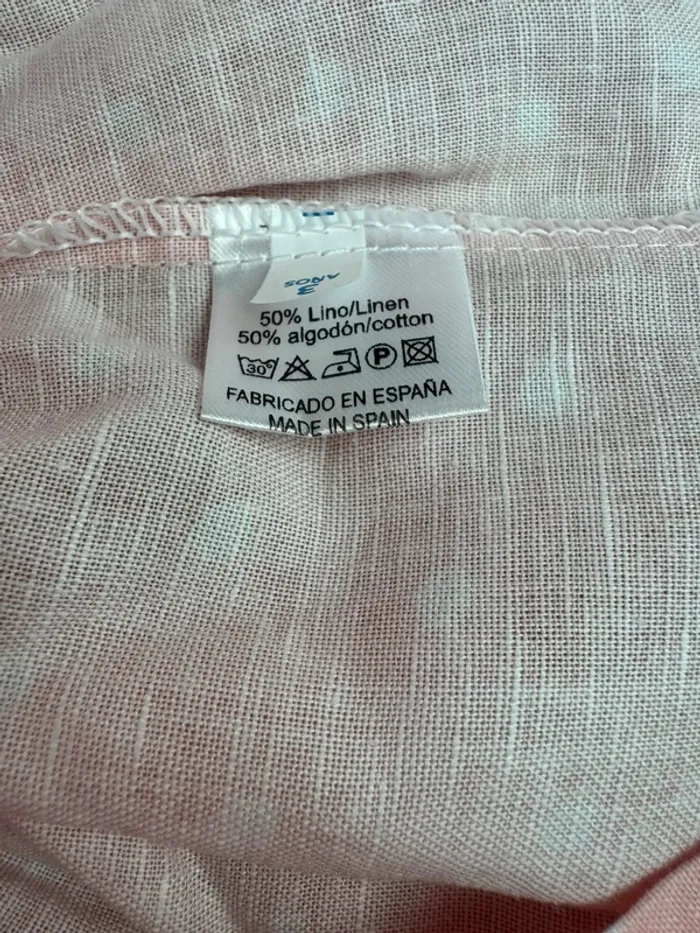 3
AÑOS
50% Lino/Linen
50% algodón/cotton
30° P
FABRICADO EN ESPAÑA
MADE IN SPAIN